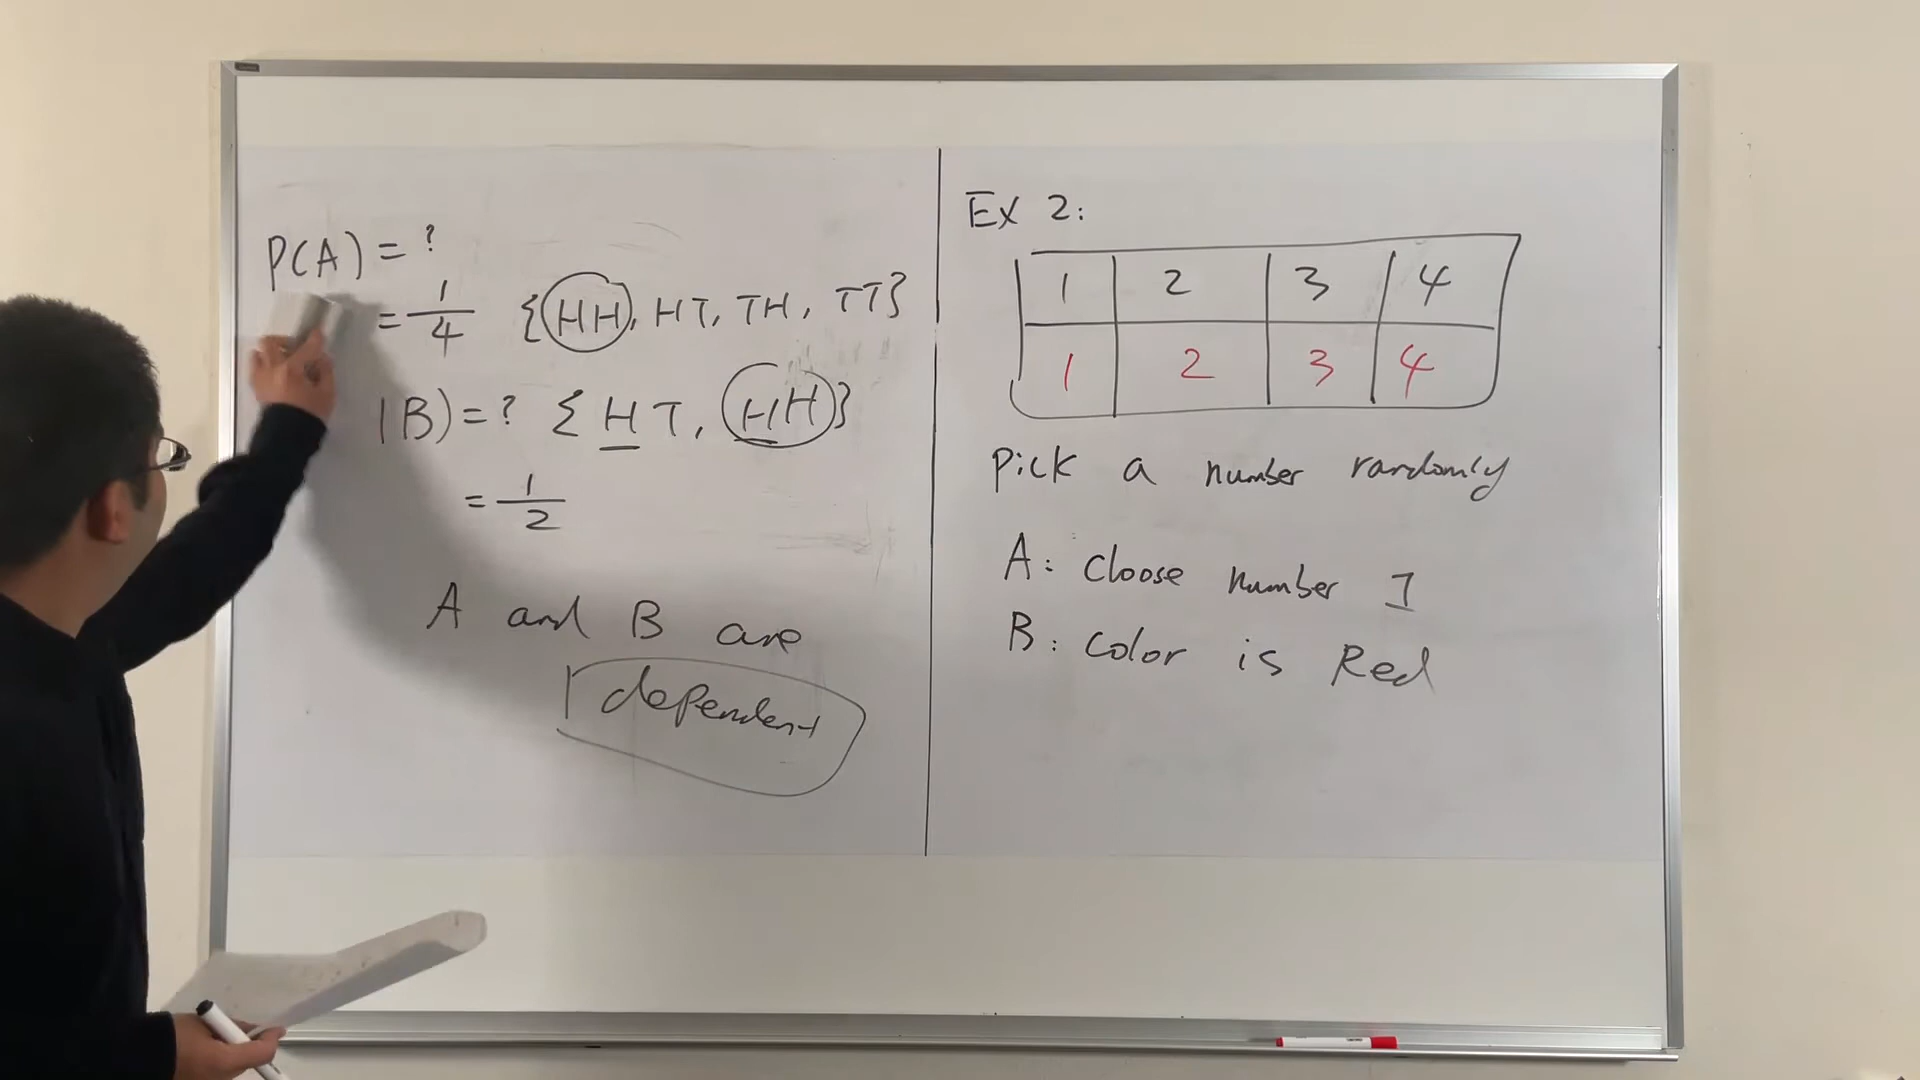 P(A) = ?
= 1/4 {HH, HT, TH, TT}
|B) = ? {HT, HH}
= 1/2
A and B are
dependent
Ex 2:
1 2 3 4
1 2 3 4
Pick a number randomly
A: Choose number 1
B: Color is Red